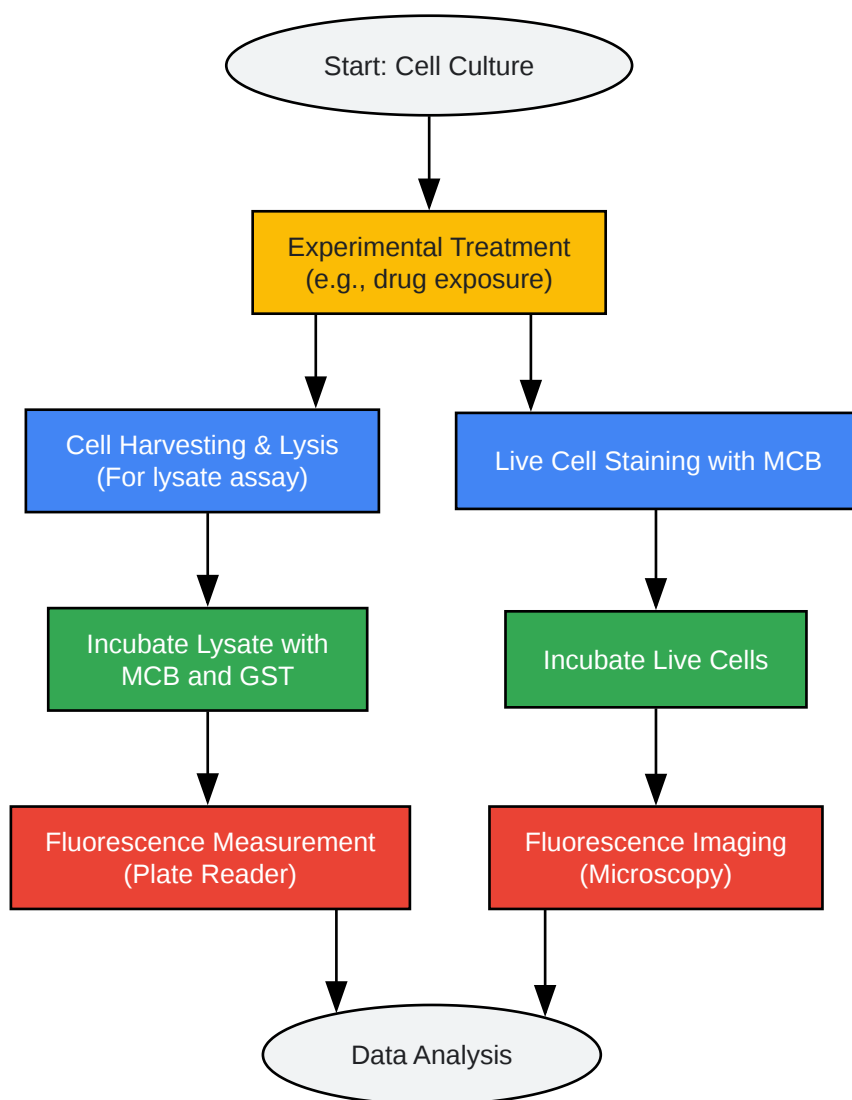 Start: Cell Culture
Experimental Treatment
(e.g., drug exposure)
Cell Harvesting & Lysis
(For lysate assay)
Live Cell Staining with MCB
Incubate Lysate with
MCB and GST
Incubate Live Cells
Fluorescence Measurement
(Plate Reader)
Fluorescence Imaging
(Microscopy)
Data Analysis